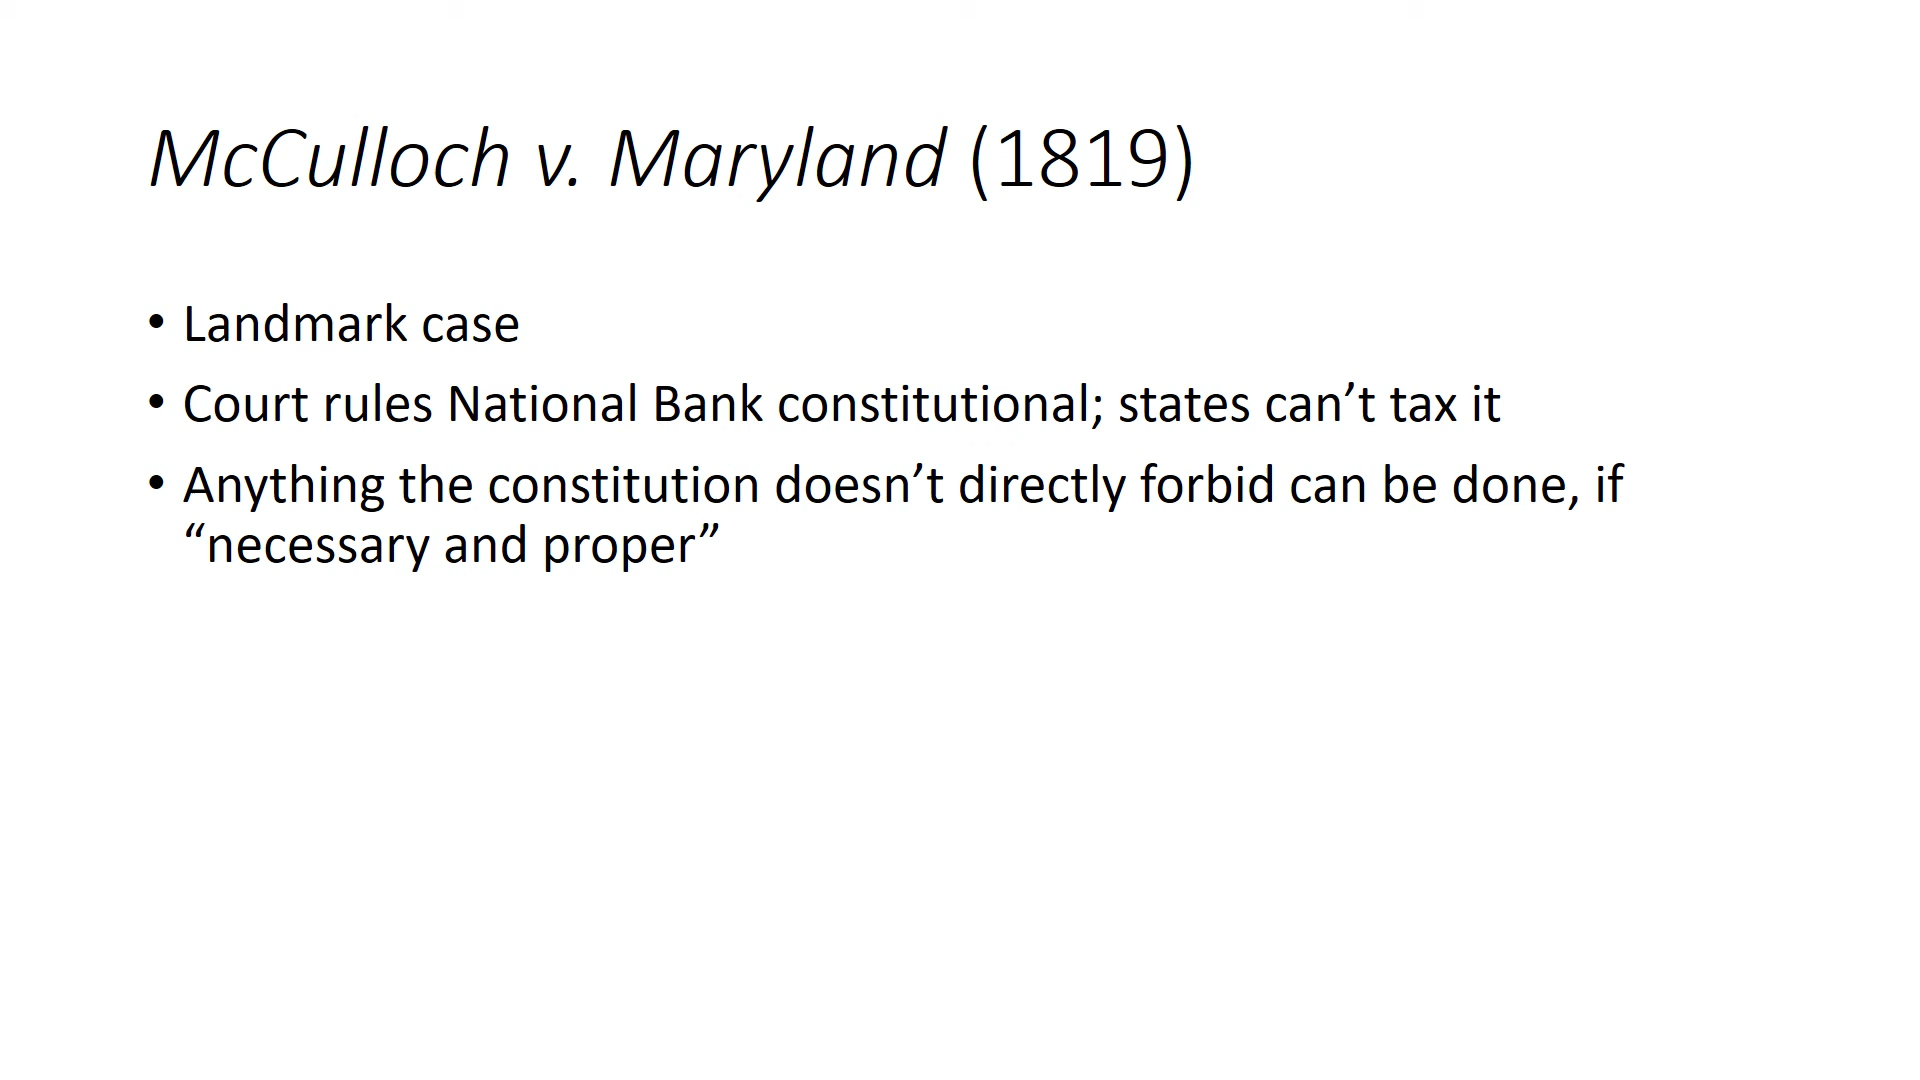 McCulloch v. Maryland (1819)
• Landmark case
• Court rules National Bank constitutional; states can’t tax it
• Anything the constitution doesn’t directly forbid can be done, if
“necessary and proper”